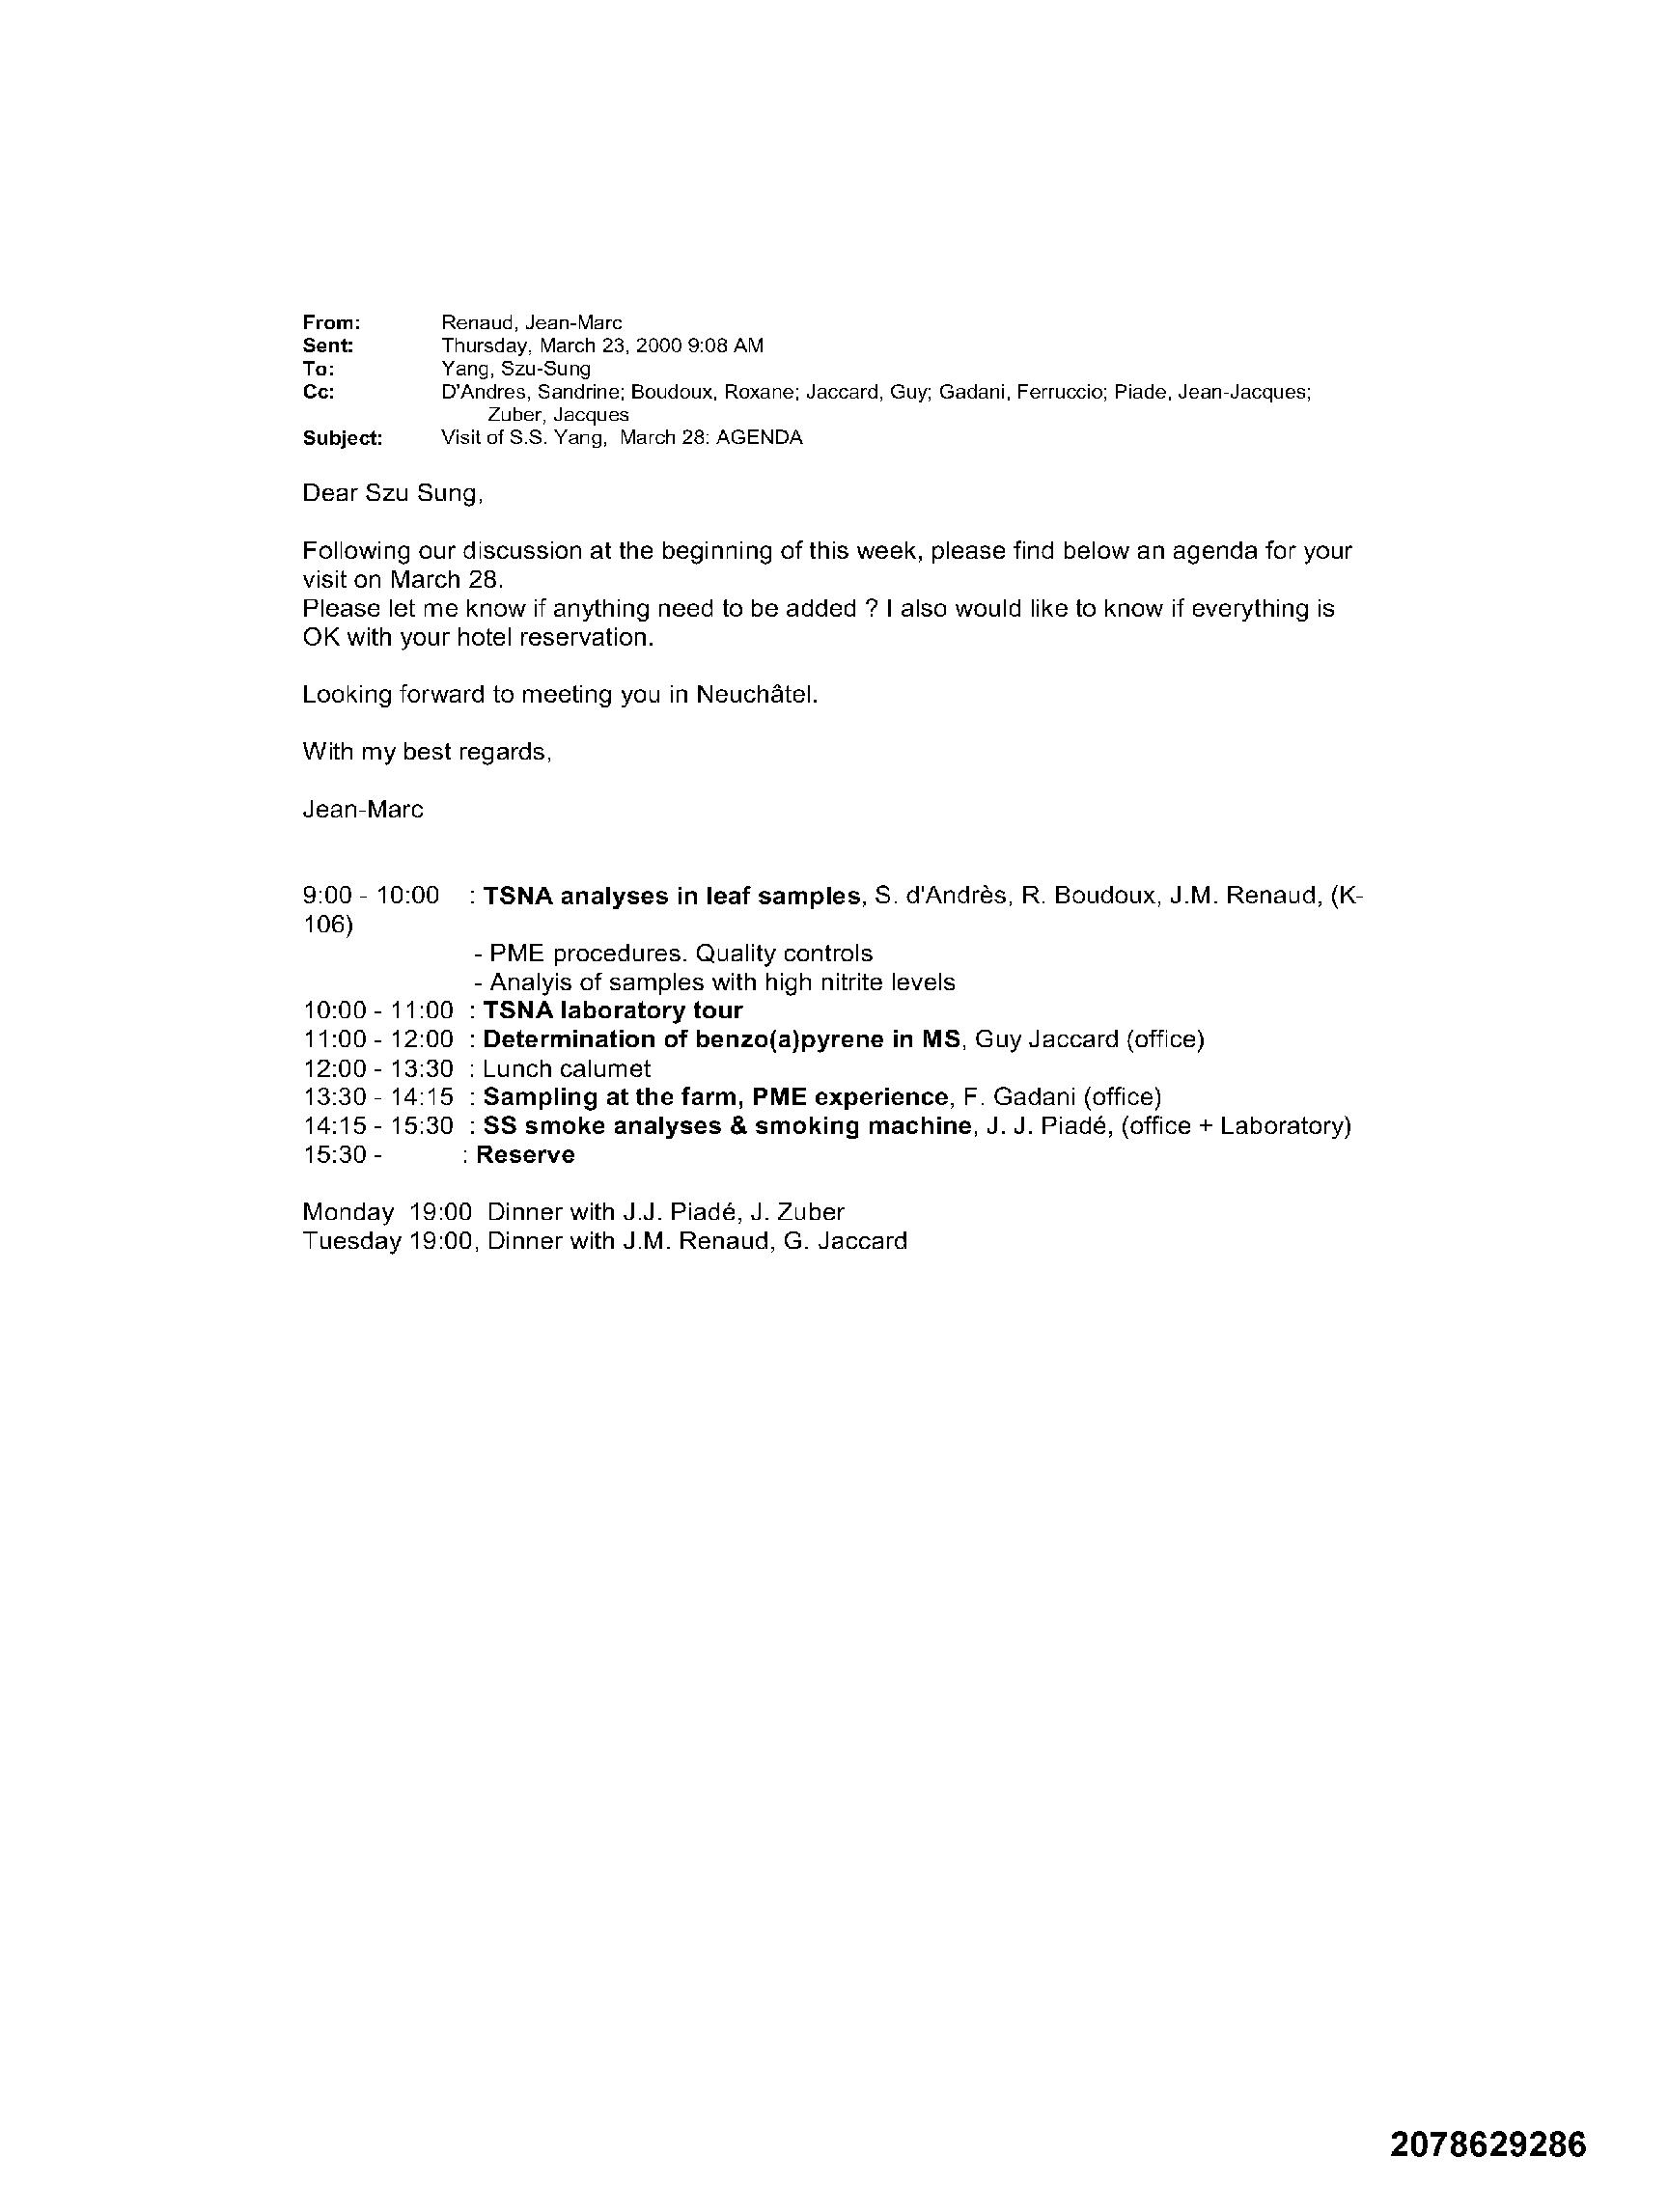 From: Renaud, Jean-Marc
Sent: Thursday, March 23, 2000 9:08 AM
To: Yang, Szu-Sung
Cc: D'Andres, Sandrine; Boudoux, Roxane; Jaccard, Guy; Gadani, Ferruccio; Piade, Jean-Jacques;
Zuber, Jacques
Subject: Visit of S.S. Yang, March 28: AGENDA
Dear Szu Sung,
Following our discussion at the beginning of this week, please find below an agenda for your
visit on March 28.
Please let me know if anything need to be added ? I also would like to know if everything is
OK with your hotel reservation.
Looking forward to meeting you in Neuchâtel.
With my best regards,
Jean-Marc
9:00 - 10:00 : TSNA analyses in leaf samples, S. d'Andrès, R. Boudoux, J.M. Renaud, (K-
106)
- PME procedures. Quality controls
- Analyis of samples with high nitrite levels
10:00 - 11:00 : TSNA laboratory tour
11:00 - 12:00 : Determination of benzo(a)pyrene in MS, Guy Jaccard (office)
12:00 - 13:30 : Lunch calumet
13:30 - 14:15 : Sampling at the farm, PME experience, F. Gadani (office)
14:15 - 15:30 : SS smoke analyses & smoking machine, J. J. Piadé, (office + Laboratory)
15:30 - : Reserve
Monday 19:00 Dinner with J.J. Piadé, J. Zuber
Tuesday 19:00, Dinner with J.M. Renaud, G. Jaccard
2078629286